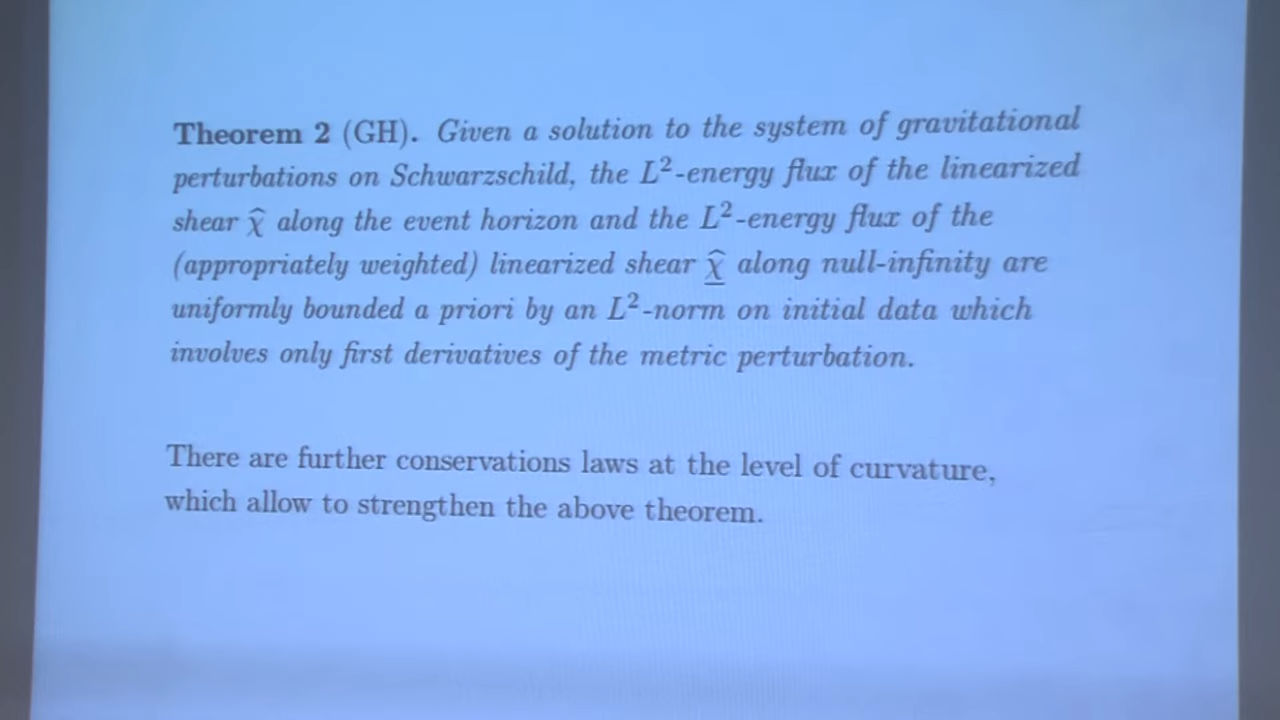 Theorem 2 (GH). Given a solution to the system of gravitational
perturbations on Schwarzschild, the L²-energy flux of the linearized
shear χ̂ along the event horizon and the L²-energy flux of the
(appropriately weighted) linearized shear χ̲̂ along null-infinity are
uniformly bounded a priori by an L²-norm on initial data which
involves only first derivatives of the metric perturbation.
There are further conservations laws at the level of curvature,
which allow to strengthen the above theorem.